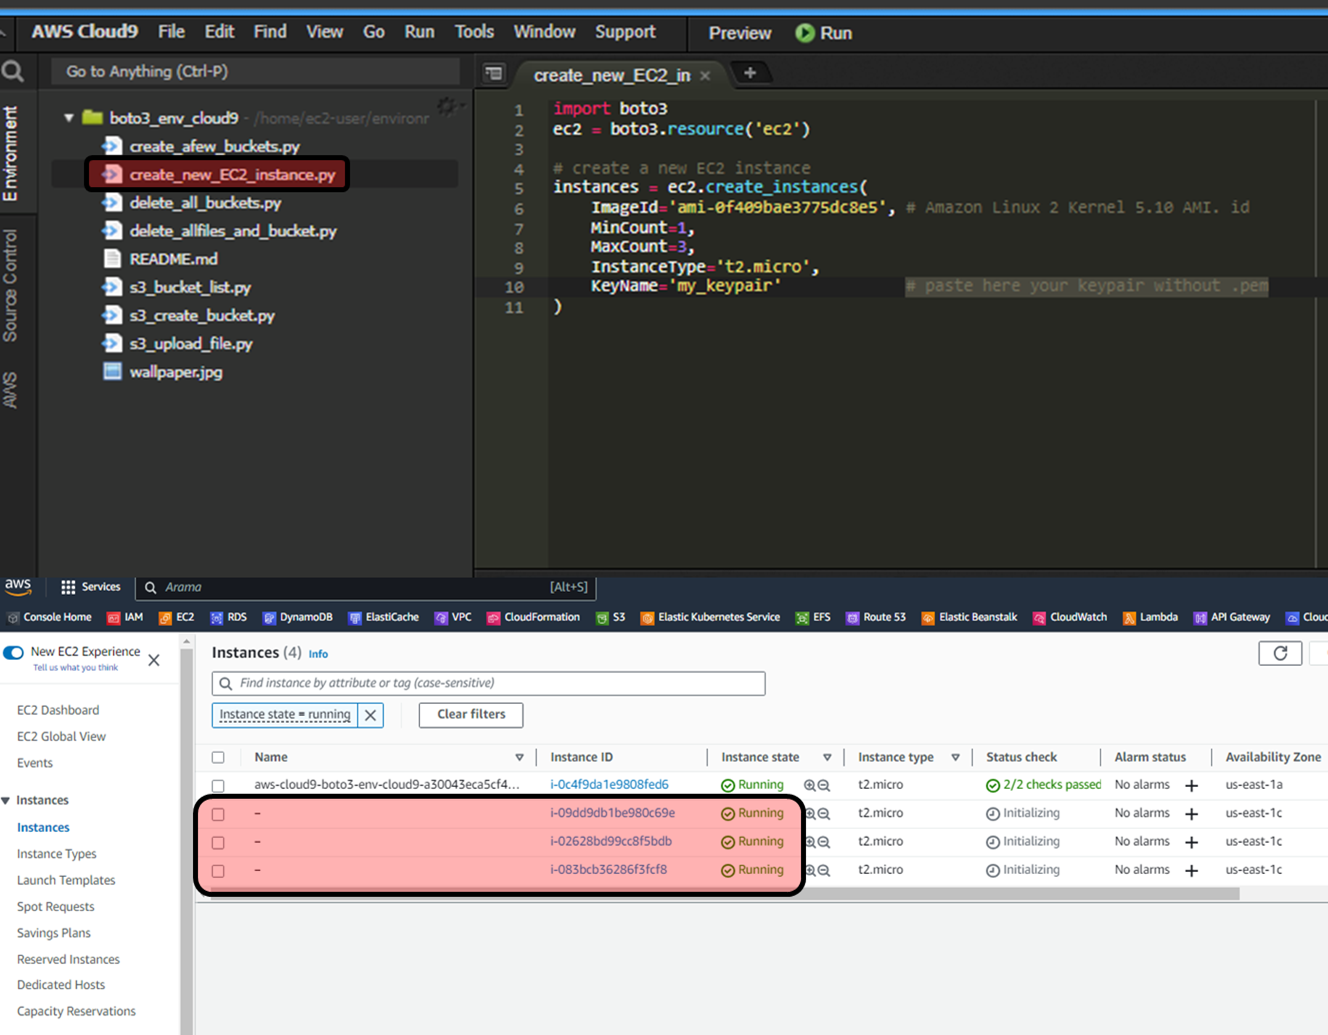 AWS Cloud9 File Edit Find View Go Run Tools Window Support Preview Run
Go to Anything (Ctrl-P)
create_new_EC2_in ×
Environment
Source Control
AWS
boto3_env_cloud9 - /home/ec2-user/environr
create_afew_buckets.py
create_new_EC2_instance.py
delete_all_buckets.py
delete_allfiles_and_bucket.py
README.md
s3_bucket_list.py
s3_create_bucket.py
s3_upload_file.py
wallpaper.jpg
1 import boto3
2 ec2 = boto3.resource('ec2')
3
4 # create a new EC2 instance
5 instances = ec2.create_instances(
6 ImageId='ami-0f409bae3775dc8e5', # Amazon Linux 2 Kernel 5.10 AMI. id
7 MinCount=1,
8 MaxCount=3,
9 InstanceType='t2.micro',
10 KeyName='my_keypair' # paste here your keypair without .pem
11 )
aws Services Arama [Alt+S]
Console Home IAM EC2 RDS DynamoDB ElastiCache VPC CloudFormation S3 Elastic Kubernetes Service EFS Route 53 Elastic Beanstalk CloudWatch Lambda API Gateway Clou
New EC2 Experience
Tell us what you think
EC2 Dashboard
EC2 Global View
Events
Instances
Instances
Instance Types
Launch Templates
Spot Requests
Savings Plans
Reserved Instances
Dedicated Hosts
Capacity Reservations
Instances (4) Info
Find instance by attribute or tag (case-sensitive)
Instance state = running Clear filters
Name Instance ID Instance state Instance type Status check Alarm status Availability Zone
aws-cloud9-boto3-env-cloud9-a30043eca5cf4... i-0c4f9da1e9808fed6 Running t2.micro 2/2 checks passed No alarms + us-east-1a
– i-09dd9db1be980c69e Running t2.micro Initializing No alarms + us-east-1c
– i-02628bd99cc8f5bdb Running t2.micro Initializing No alarms + us-east-1c
– i-083bcb36286f3fcf8 Running t2.micro Initializing No alarms + us-east-1c